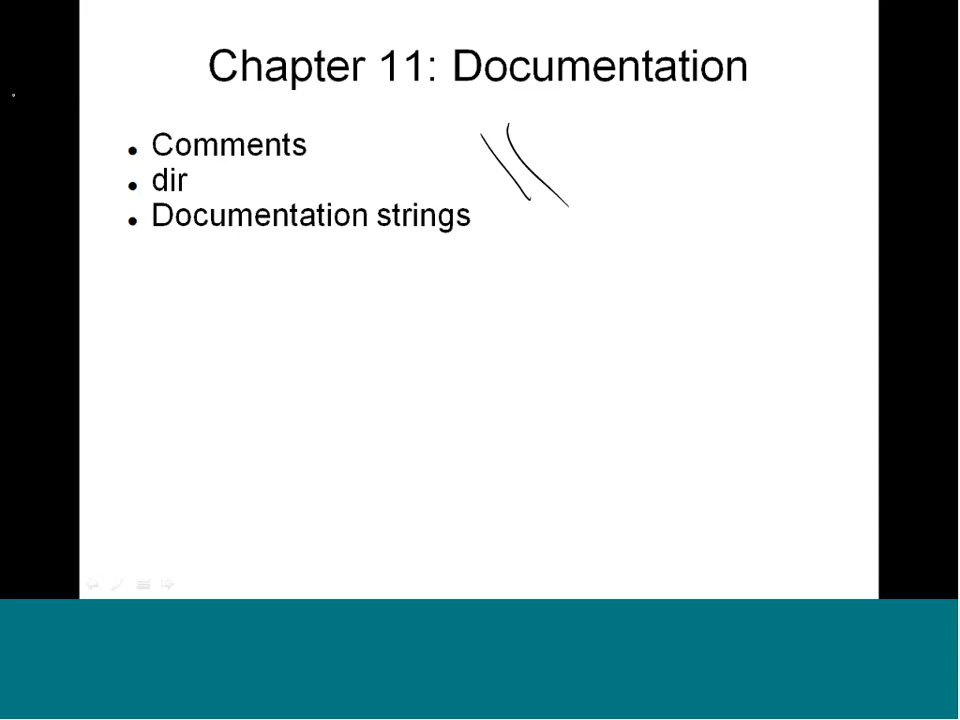 Chapter 11: Documentation
Comments
dir
Documentation strings